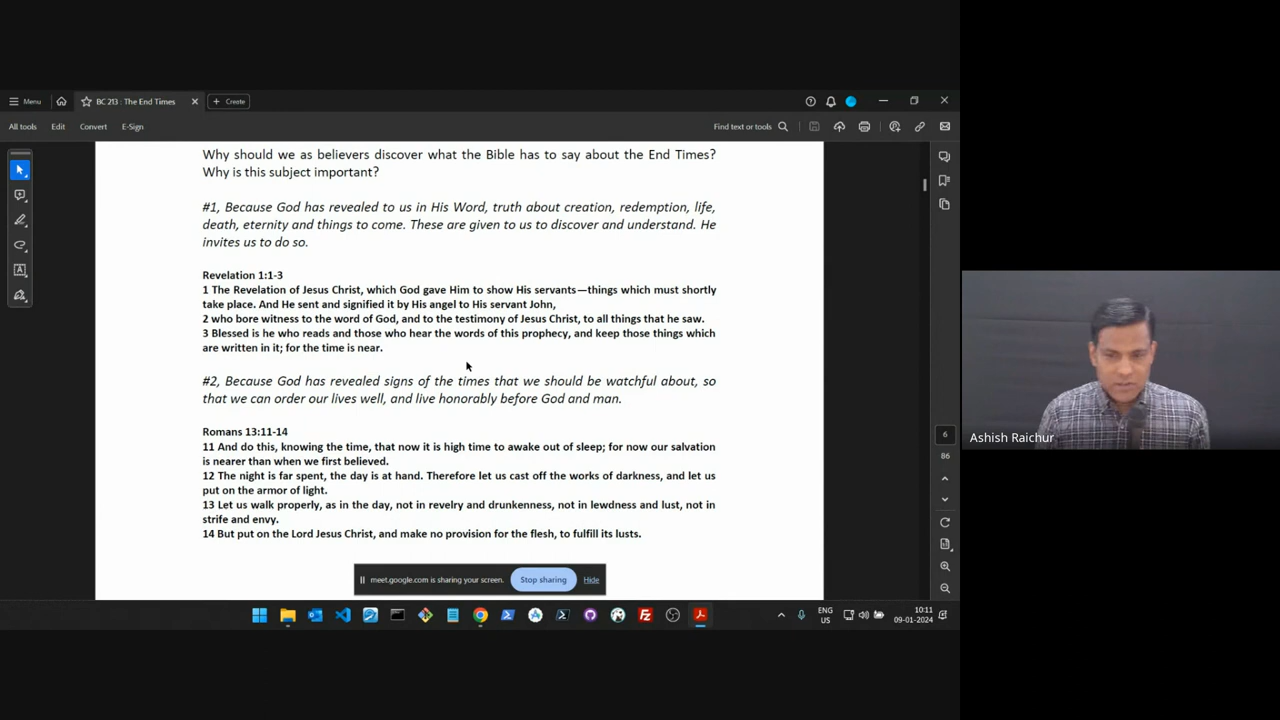 Menu
BC 213 : The End Times
Create
All tools
Edit
Convert
E-Sign
Find text or tools
Why should we as believers discover what the Bible has to say about the End Times?
Why is this subject important?
#1, Because God has revealed to us in His Word, truth about creation, redemption, life,
death, eternity and things to come. These are given to us to discover and understand. He
invites us to do so.
Revelation 1:1-3
1 The Revelation of Jesus Christ, which God gave Him to show His servants—things which must shortly
take place. And He sent and signified it by His angel to His servant John,
2 who bore witness to the word of God, and to the testimony of Jesus Christ, to all things that he saw.
3 Blessed is he who reads and those who hear the words of this prophecy, and keep those things which
are written in it; for the time is near.
#2, Because God has revealed signs of the times that we should be watchful about, so
that we can order our lives well, and live honorably before God and man.
Romans 13:11-14
11 And do this, knowing the time, that now it is high time to awake out of sleep; for now our salvation
is nearer than when we first believed.
12 The night is far spent, the day is at hand. Therefore let us cast off the works of darkness, and let us
put on the armor of light.
13 Let us walk properly, as in the day, not in revelry and drunkenness, not in lewdness and lust, not in
strife and envy.
14 But put on the Lord Jesus Christ, and make no provision for the flesh, to fulfill its lusts.
6
86
meet.google.com is sharing your screen.
Stop sharing
Hide
ENG
US
10:11
09-01-2024
Ashish Raichur